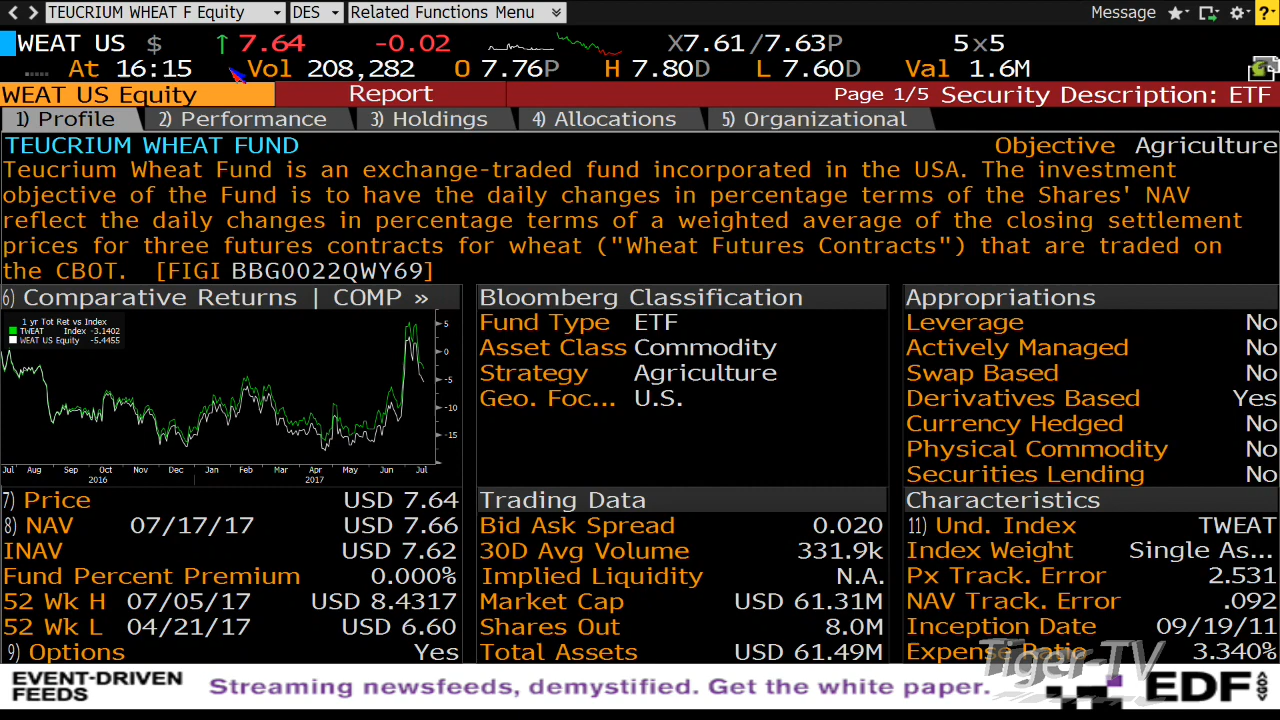 TEUCRIUM WHEAT F Equity DES Related Functions Menu Message
WEAT US $ ↑ 7.64 -0.02 X7.61/7.63P 5x5
At 16:15 Vol 208,282 O 7.76P H 7.80D L 7.60D Val 1.6M
WEAT US Equity Report Page 1/5 Security Description: ETF
1) Profile 2) Performance 3) Holdings 4) Allocations 5) Organizational
TEUCRIUM WHEAT FUND Objective Agriculture
Teucrium Wheat Fund is an exchange-traded fund incorporated in the USA. The investment
objective of the Fund is to have the daily changes in percentage terms of the Shares' NAV
reflect the daily changes in percentage terms of a weighted average of the closing settlement
prices for three futures contracts for wheat ("Wheat Futures Contracts") that are traded on
the CBOT. [FIGI BBG0022QWY69]
6) Comparative Returns | COMP »
1 yr Tot Ret vs Index
TWEAT Index -3.1402
WEAT US Equity -5.4455
5
0
-5
-10
-15
Jul Aug Sep Oct Nov Dec Jan Feb Mar Apr May Jun Jul
2016 2017
Bloomberg Classification
Fund Type ETF
Asset Class Commodity
Strategy Agriculture
Geo. Foc... U.S.
Appropriations
Leverage No
Actively Managed No
Swap Based No
Derivatives Based Yes
Currency Hedged No
Physical Commodity No
Securities Lending No
7) Price USD 7.64
8) NAV 07/17/17 USD 7.66
INAV USD 7.62
Fund Percent Premium 0.000%
52 Wk H 07/05/17 USD 8.4317
52 Wk L 04/21/17 USD 6.60
9) Options Yes
Trading Data
Bid Ask Spread 0.020
30D Avg Volume 331.9k
Implied Liquidity N.A.
Market Cap USD 61.31M
Shares Out 8.0M
Total Assets USD 61.49M
Characteristics
11) Und. Index TWEAT
Index Weight Single As...
Px Track. Error 2.531
NAV Track. Error .092
Inception Date 09/19/11
Expense Ratio 3.340%
Tiger-TV
EVENT-DRIVEN
FEEDS
Streaming newsfeeds, demystified. Get the white paper.
EDF